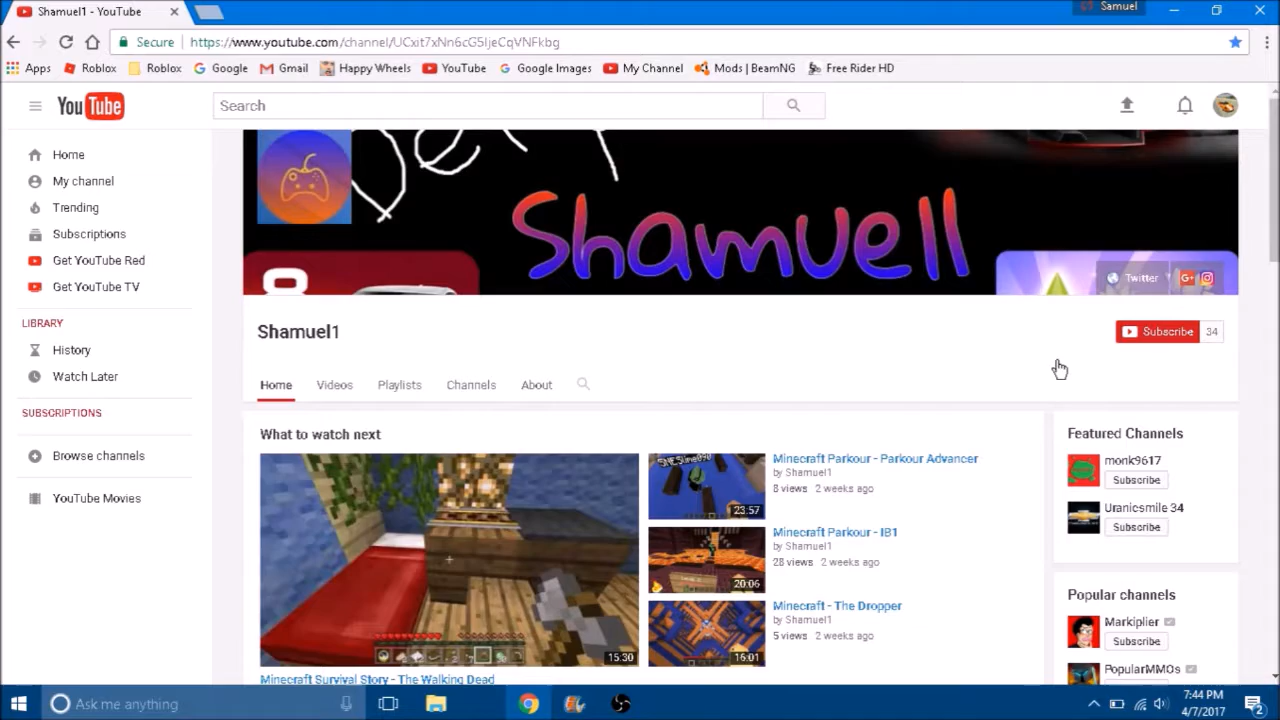 Shamuel1 - YouTube
Samuel
Secure https://www.youtube.com/channel/UCxit7xNn6cG5IjeCqVNFkbg
Apps Roblox Roblox Google Gmail Happy Wheels YouTube Google Images My Channel Mods | BeamNG Free Rider HD
YouTube Search
Home
My channel
Trending
Subscriptions
Get YouTube Red
Get YouTube TV
LIBRARY
History
Watch Later
SUBSCRIPTIONS
Browse channels
YouTube Movies
Shamuell
Twitter G+
Shamuel1
Subscribe 34
Home Videos Playlists Channels About
What to watch next
15:30
Minecraft Survival Story - The Walking Dead
23:57
Minecraft Parkour - Parkour Advancer
by Shamuel1
8 views 2 weeks ago
20:06
Minecraft Parkour - IB1
by Shamuel1
28 views 2 weeks ago
16:01
Minecraft - The Dropper
by Shamuel1
5 views 2 weeks ago
Featured Channels
monk9617
Subscribe
Uranicsmile 34
Subscribe
Popular channels
Markiplier
Subscribe
PopularMMOs
Ask me anything
7:44 PM
4/7/2017
2